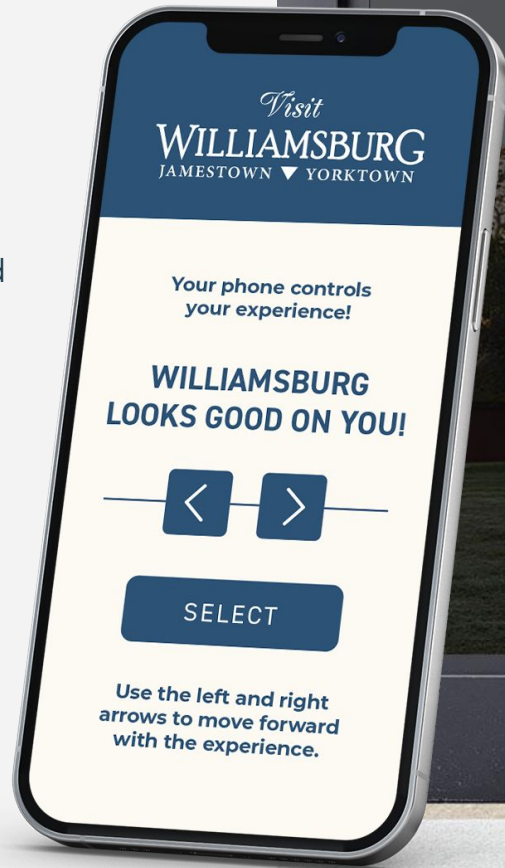 Visit
WILLIAMSBURG
JAMESTOWN YORKTOWN
Your phone controls
your experience!
WILLIAMSBURG
LOOKS GOOD ON YOU!
SELECT
Use the left and right
arrows to move forward
with the experience.